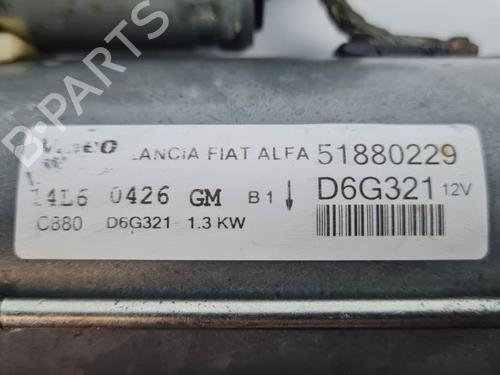 LANCIA FIAT ALFA 51880229
14L6 0426 GM B1 D6G321 12V
C880 D6G321 1.3 KW
B-PARTS